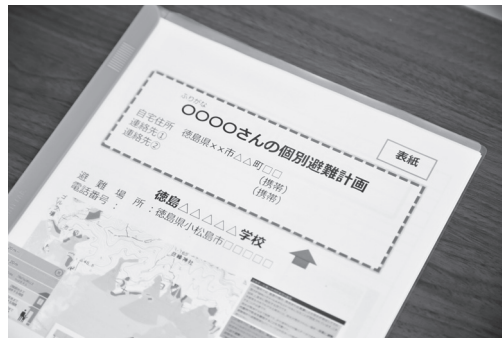 表紙
ふりがな
○○○○さんの個別避難計画
自宅住所 徳島県××市△△町□□
連絡先① (携帯)
連絡先② (携帯)
避難場所：徳島△△△△△学校
電話番号：徳島県小松島市□□□□□